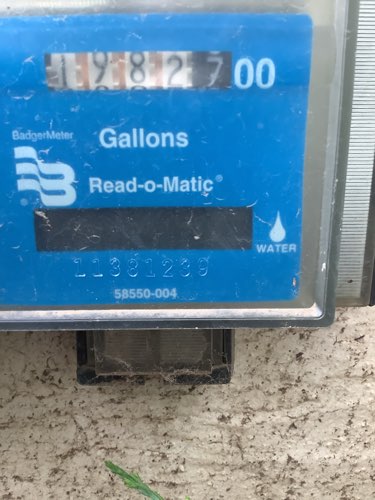 1982700
BadgerMeter
Gallons
Read-o-Matic®
WATER
11381239
58550-004